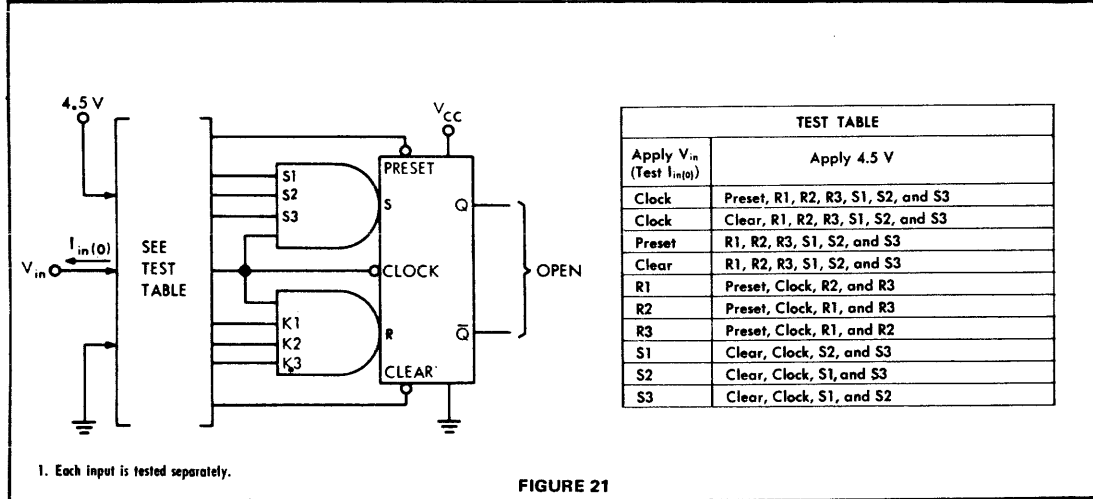 4.5 V
I in(0)
V in
SEE
TEST
TABLE
S1
S2
S3
K1
K2
K3
V CC
PRESET
S
Q
CLOCK
R
Q̅
CLEAR
OPEN
TEST TABLE
Apply V in (Test I in(0)) Apply 4.5 V
Clock Preset, R1, R2, R3, S1, S2, and S3
Clock Clear, R1, R2, R3, S1, S2, and S3
Preset R1, R2, R3, S1, S2, and S3
Clear R1, R2, R3, S1, S2, and S3
R1 Preset, Clock, R2, and R3
R2 Preset, Clock, R1, and R3
R3 Preset, Clock, R1, and R2
S1 Clear, Clock, S2, and S3
S2 Clear, Clock, S1, and S3
S3 Clear, Clock, S1, and S2
1. Each input is tested separately.
FIGURE 21